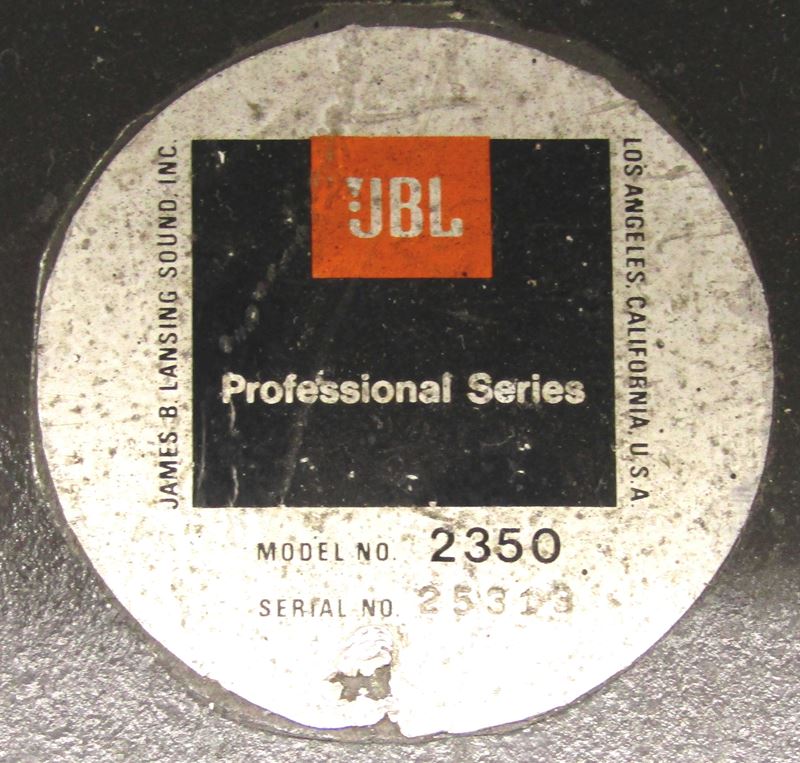 JBL
JAMES B. LANSING SOUND, INC.
LOS ANGELES, CALIFORNIA, U.S.A
Professional Series
MODEL NO. 2350
SERIAL NO. 25313